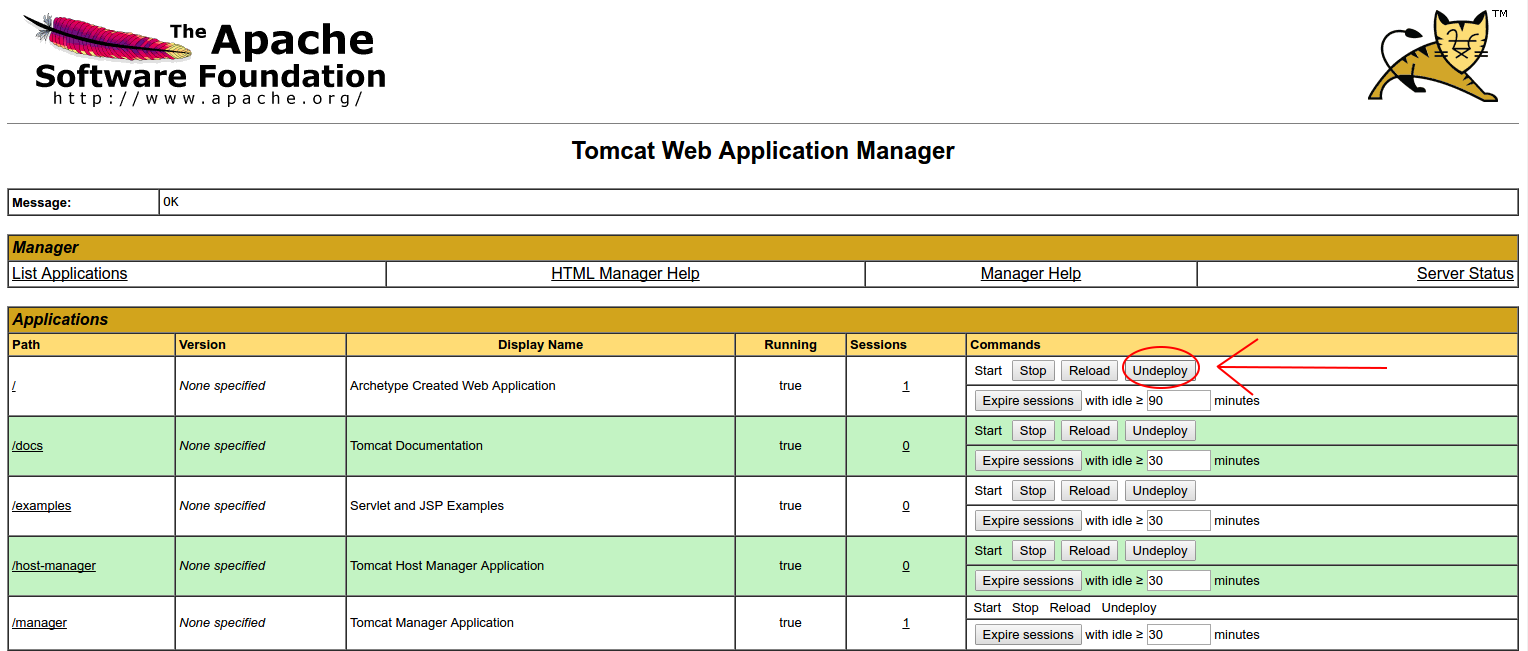 The Apache
Software Foundation
http://www.apache.org/
TM
Tomcat Web Application Manager
Message: OK
Manager
List Applications HTML Manager Help Manager Help Server Status
Applications
Path Version Display Name Running Sessions Commands
/ None specified Archetype Created Web Application true 1 Start Stop Reload Undeploy
Expire sessions with idle ≥ 90 minutes
/docs None specified Tomcat Documentation true 0 Start Stop Reload Undeploy
Expire sessions with idle ≥ 30 minutes
/examples None specified Servlet and JSP Examples true 0 Start Stop Reload Undeploy
Expire sessions with idle ≥ 30 minutes
/host-manager None specified Tomcat Host Manager Application true 0 Start Stop Reload Undeploy
Expire sessions with idle ≥ 30 minutes
/manager None specified Tomcat Manager Application true 1 Start Stop Reload Undeploy
Expire sessions with idle ≥ 30 minutes